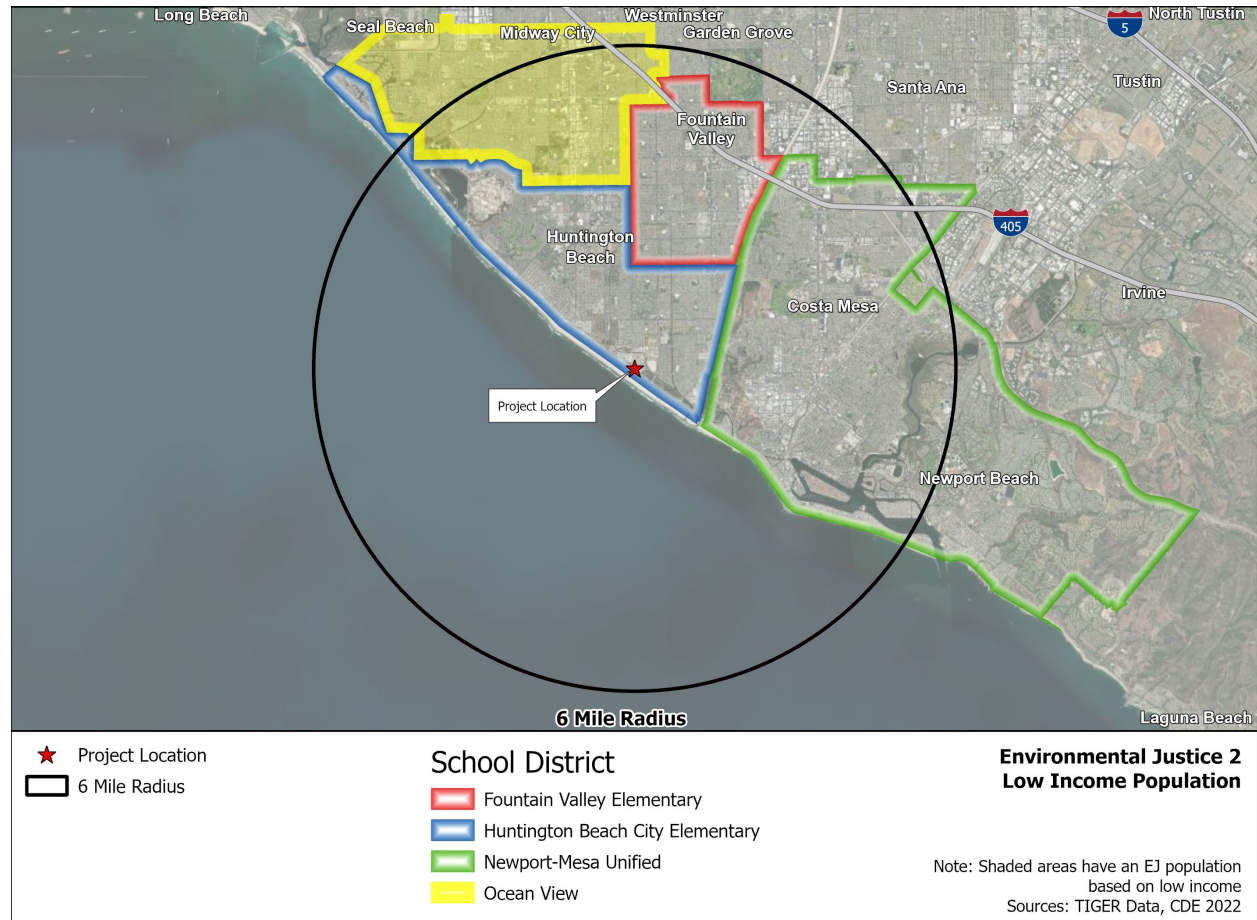 Long Beach
Seal Beach
Midway City
Westminster
Garden Grove
North Tustin
5
Santa Ana
Tustin
Fountain
Valley
405
Huntington
Beach
Costa Mesa
Irvine
Project Location
Newport Beach
6 Mile Radius
Laguna Beach
Project Location
6 Mile Radius
School District
Fountain Valley Elementary
Huntington Beach City Elementary
Newport-Mesa Unified
Ocean View
Environmental Justice 2
Low Income Population
Note: Shaded areas have an EJ population
based on low income
Sources: TIGER Data, CDE 2022